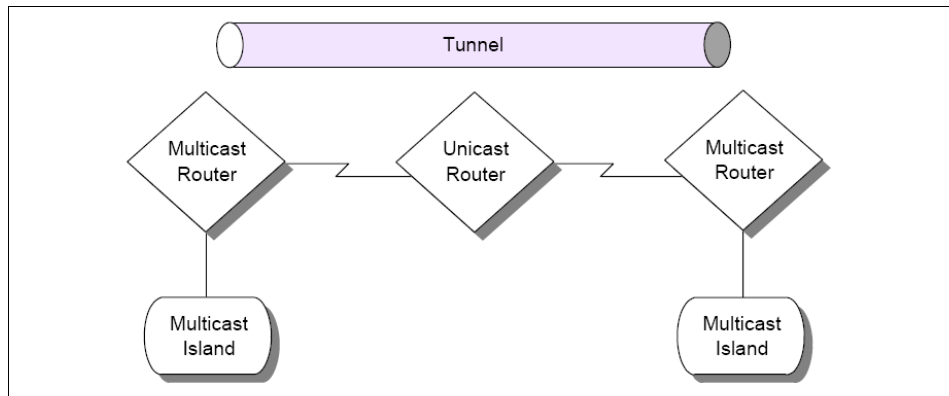 Tunnel
Multicast
Router
Unicast
Router
Multicast
Router
Multicast
Island
Multicast
Island